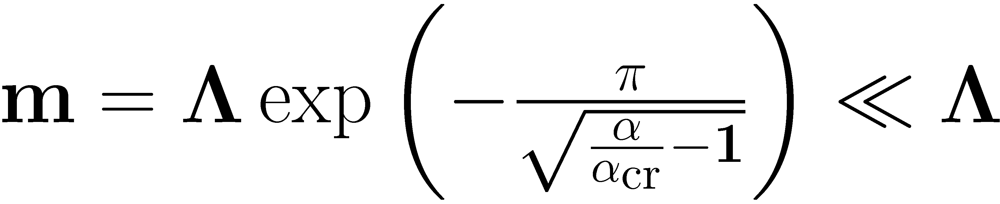 m = Λ exp ( − π / √( α / α_cr − 1 ) ) ≪ Λ